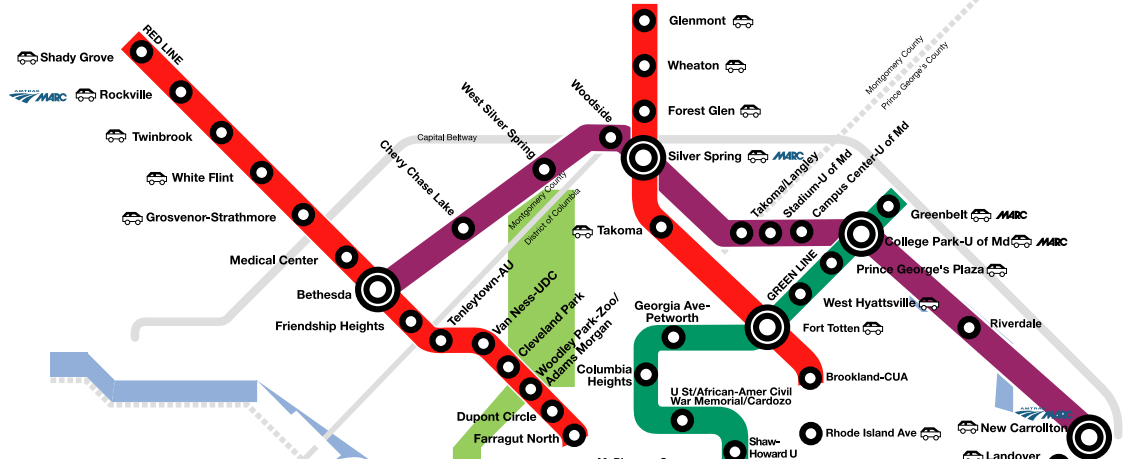 Glenmont
RED LINE
Shady Grove
Wheaton
Montgomery County
Prince George's County
AMTRAK
MARC
Rockville
Woodside
Forest Glen
West Silver Spring
Twinbrook
Capital Beltway
Silver Spring
MARC
Chevy Chase Lake
Takoma/Langley
Stadium-U of Md
Campus Center-U of Md
White Flint
Montgomery County
District of Columbia
Grosvenor-Strathmore
Greenbelt
MARC
Takoma
College Park-U of Md
MARC
Medical Center
Prince George's Plaza
GREEN LINE
Bethesda
Tenleytown-AU
Van Ness-UDC
Cleveland Park
Woodley Park-Zoo/
Adams Morgan
West Hyattsville
Georgia Ave-
Petworth
Friendship Heights
Fort Totten
Riverdale
Columbia
Heights
Brookland-CUA
U St/African-Amer Civil
War Memorial/Cardozo
Dupont Circle
AMTRAK
Farragut North
Rhode Island Ave
New Carrollton
Shaw-
Howard U
Landover